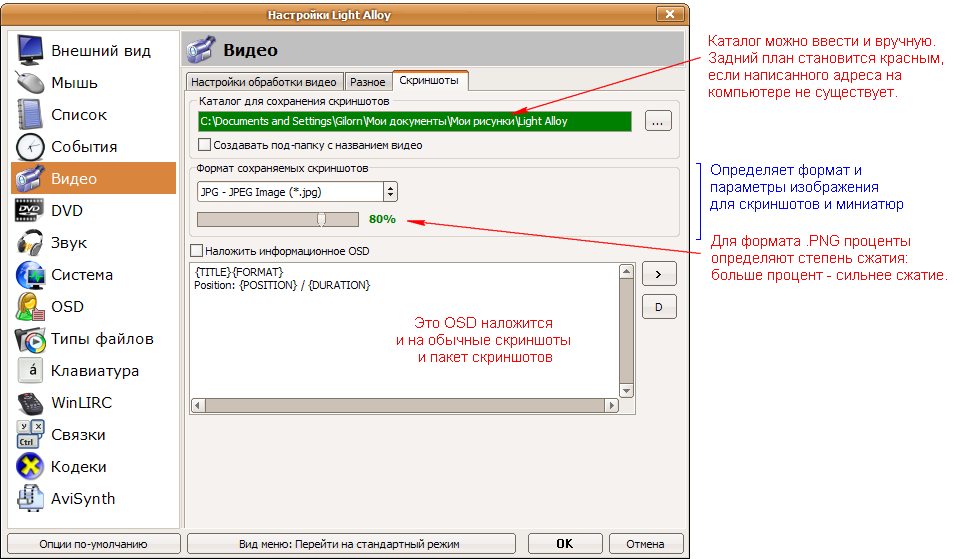 Настройки Light Alloy
Внешний вид
Мышь
Список
События
Видео
DVD
Звук
Система
OSD
Типы файлов
Клавиатура
WinLIRC
Связки
Кодеки
AviSynth
Видео
Настройки обработки видео
Разное
Скриншоты
Каталог для сохранения скриншотов
C:\Documents and Settings\Gilorn\Мои документы\Мои рисунки\Light Alloy
...
Создавать под-папку с названием видео
Формат сохраняемых скриншотов
JPG - JPEG Image (*.jpg)
80%
Наложить информационное OSD
{TITLE}{FORMAT}
Position: {POSITION} / {DURATION}
>
D
Это OSD наложится
и на обычные скриншоты
и пакет скриншотов
Опции по-умолчанию
Вид меню: Перейти на стандартный режим
OK
Отмена
Каталог можно ввести и вручную.
Задний план становится красным,
если написанного адреса на
компьютере не существует.
Определяет формат и
параметры изображения
для скриншотов и миниатюр
Для формата .PNG проценты
определяют степень сжатия:
больше процент - сильнее сжатие.